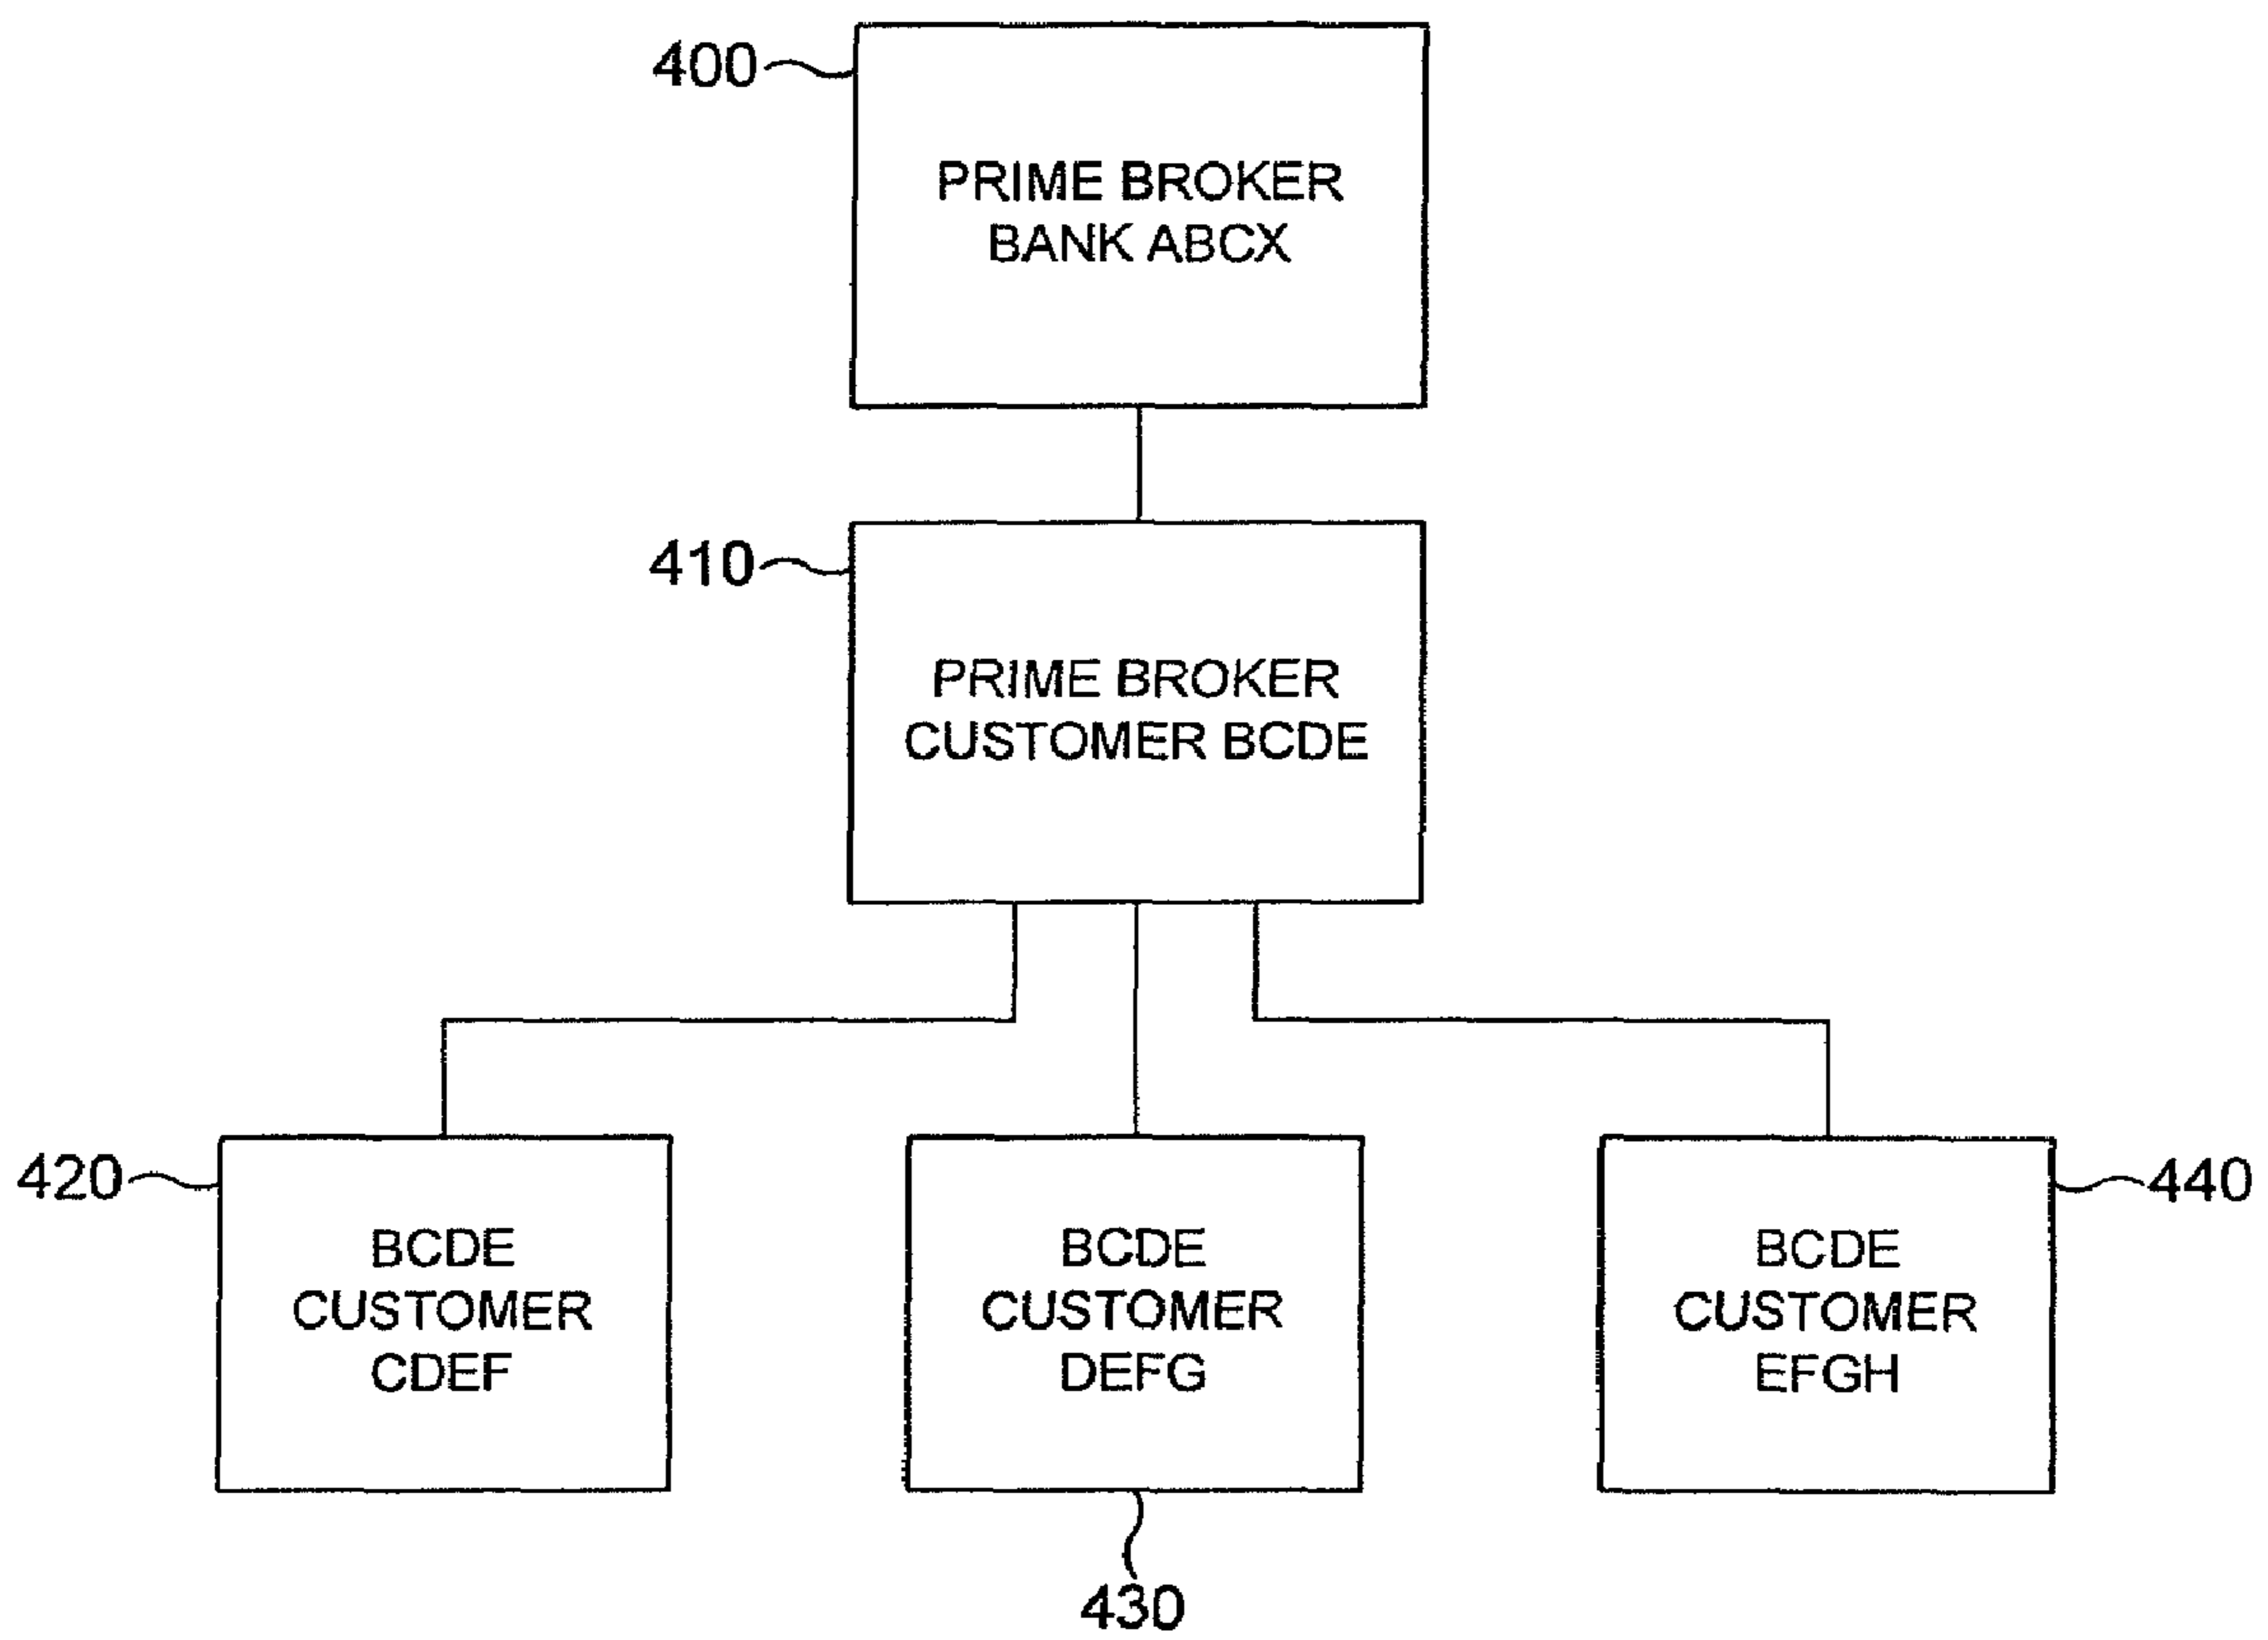 400
PRIME BROKER
BANK ABCX
410
PRIME BROKER
CUSTOMER BCDE
420
BCDE
CUSTOMER
CDEF
BCDE
CUSTOMER
DEFG
430
440
BCDE
CUSTOMER
EFGH